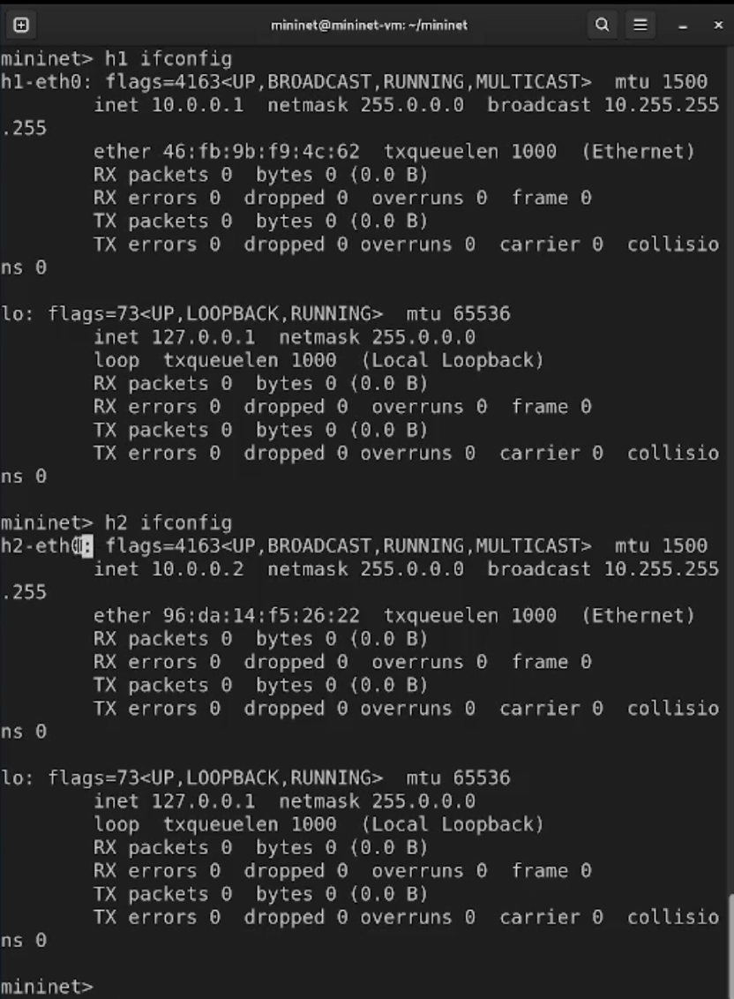 mininet@mininet-vm: ~/mininet
mininet> h1 ifconfig
h1-eth0: flags=4163<UP,BROADCAST,RUNNING,MULTICAST>  mtu 1500
        inet 10.0.0.1  netmask 255.0.0.0  broadcast 10.255.255
.255
        ether 46:fb:9b:f9:4c:62  txqueuelen 1000  (Ethernet)
        RX packets 0  bytes 0 (0.0 B)
        RX errors 0  dropped 0  overruns 0  frame 0
        TX packets 0  bytes 0 (0.0 B)
        TX errors 0  dropped 0 overruns 0  carrier 0  collisio
ns 0

lo: flags=73<UP,LOOPBACK,RUNNING>  mtu 65536
        inet 127.0.0.1  netmask 255.0.0.0
        loop  txqueuelen 1000  (Local Loopback)
        RX packets 0  bytes 0 (0.0 B)
        RX errors 0  dropped 0  overruns 0  frame 0
        TX packets 0  bytes 0 (0.0 B)
        TX errors 0  dropped 0 overruns 0  carrier 0  collisio
ns 0

mininet> h2 ifconfig
h2-eth0: flags=4163<UP,BROADCAST,RUNNING,MULTICAST>  mtu 1500
        inet 10.0.0.2  netmask 255.0.0.0  broadcast 10.255.255
.255
        ether 96:da:14:f5:26:22  txqueuelen 1000  (Ethernet)
        RX packets 0  bytes 0 (0.0 B)
        RX errors 0  dropped 0  overruns 0  frame 0
        TX packets 0  bytes 0 (0.0 B)
        TX errors 0  dropped 0 overruns 0  carrier 0  collisio
ns 0

lo: flags=73<UP,LOOPBACK,RUNNING>  mtu 65536
        inet 127.0.0.1  netmask 255.0.0.0
        loop  txqueuelen 1000  (Local Loopback)
        RX packets 0  bytes 0 (0.0 B)
        RX errors 0  dropped 0  overruns 0  frame 0
        TX packets 0  bytes 0 (0.0 B)
        TX errors 0  dropped 0 overruns 0  carrier 0  collisio
ns 0

mininet>